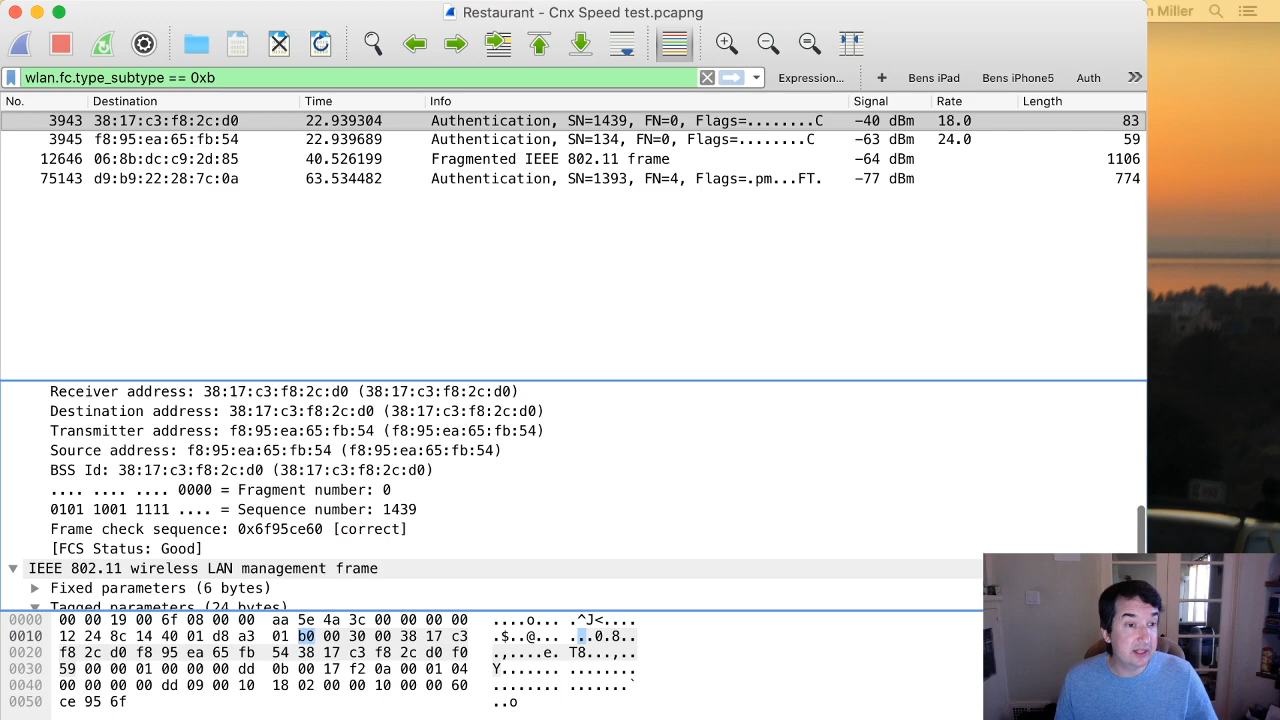 Restaurant - Cnx Speed test.pcapng
n Miller
wlan.fc.type_subtype == 0xb
Expression...
+
Bens iPad
Bens iPhone5
Auth
No. Destination Time Info Signal Rate Length
3943 38:17:c3:f8:2c:d0 22.939304 Authentication, SN=1439, FN=0, Flags=........C -40 dBm 18.0 83
3945 f8:95:ea:65:fb:54 22.939689 Authentication, SN=134, FN=0, Flags=........C -63 dBm 24.0 59
12646 06:8b:dc:c9:2d:85 40.526199 Fragmented IEEE 802.11 frame -64 dBm 1106
75143 d9:b9:22:28:7c:0a 63.534482 Authentication, SN=1393, FN=4, Flags=.pm...FT. -77 dBm 774
Receiver address: 38:17:c3:f8:2c:d0 (38:17:c3:f8:2c:d0)
Destination address: 38:17:c3:f8:2c:d0 (38:17:c3:f8:2c:d0)
Transmitter address: f8:95:ea:65:fb:54 (f8:95:ea:65:fb:54)
Source address: f8:95:ea:65:fb:54 (f8:95:ea:65:fb:54)
BSS Id: 38:17:c3:f8:2c:d0 (38:17:c3:f8:2c:d0)
.... .... .... 0000 = Fragment number: 0
0101 1001 1111 .... = Sequence number: 1439
Frame check sequence: 0x6f95ce60 [correct]
[FCS Status: Good]
IEEE 802.11 wireless LAN management frame
Fixed parameters (6 bytes)
Tagged parameters (24 bytes)
0000 00 00 19 00 6f 08 00 00 aa 5e 4a 3c 00 00 00 00 ....o... .^J<....
0010 12 24 8c 14 40 01 d8 a3 01 b0 00 30 00 38 17 c3 .$..@... ...0.8..
0020 f8 2c d0 f8 95 ea 65 fb 54 38 17 c3 f8 2c d0 f0 .,....e. T8...,..
0030 59 00 00 01 00 00 00 dd 0b 00 17 f2 0a 00 01 04 Y....... ........
0040 00 00 00 00 dd 09 00 10 18 02 00 00 10 00 00 60 ........ .......`
0050 ce 95 6f ..o